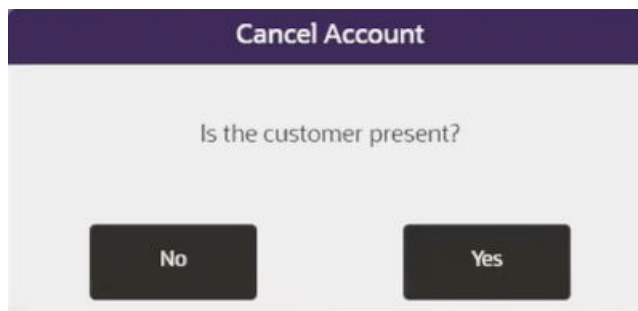 Cancel Account
Is the customer present?
No
Yes